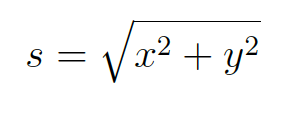 s = √(x² + y²)